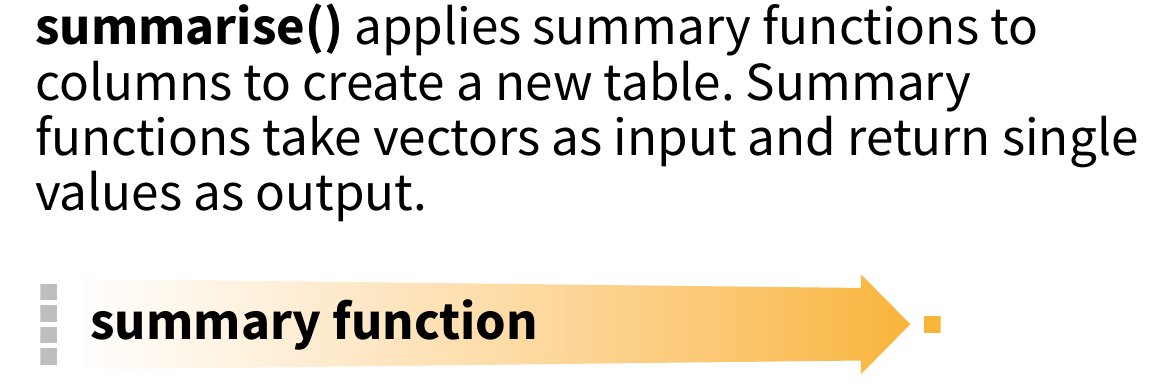 summarise() applies summary functions to
columns to create a new table. Summary
functions take vectors as input and return single
values as output.
summary function